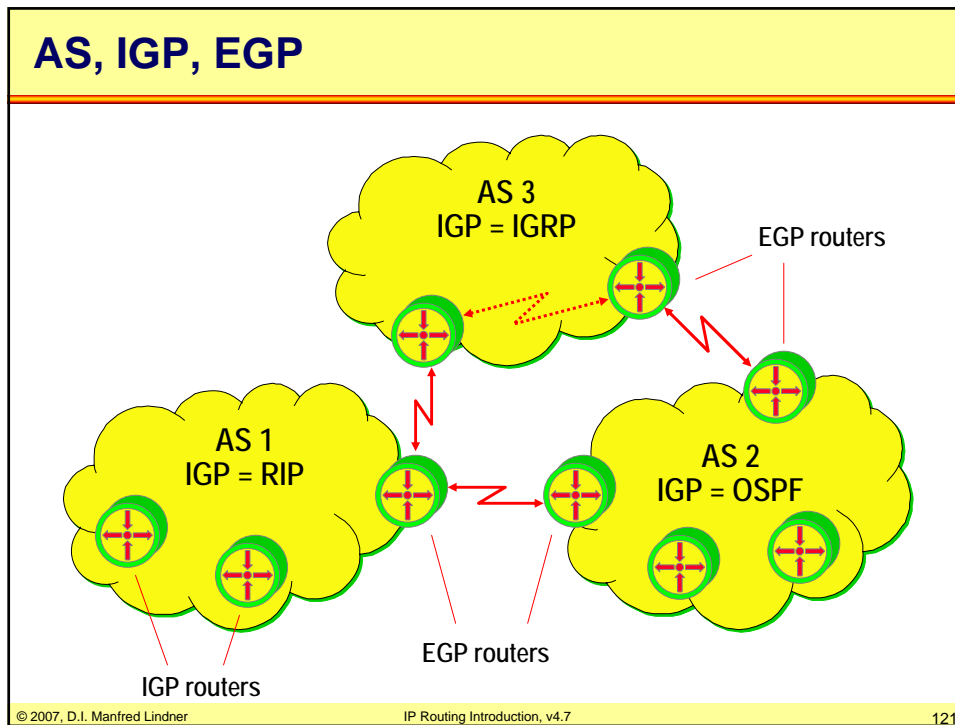 AS, IGP, EGP
AS 3
IGP = IGRP
EGP routers
AS 1
IGP = RIP
AS 2
IGP = OSPF
EGP routers
IGP routers
© 2007, D.I. Manfred Lindner
IP Routing Introduction, v4.7
121